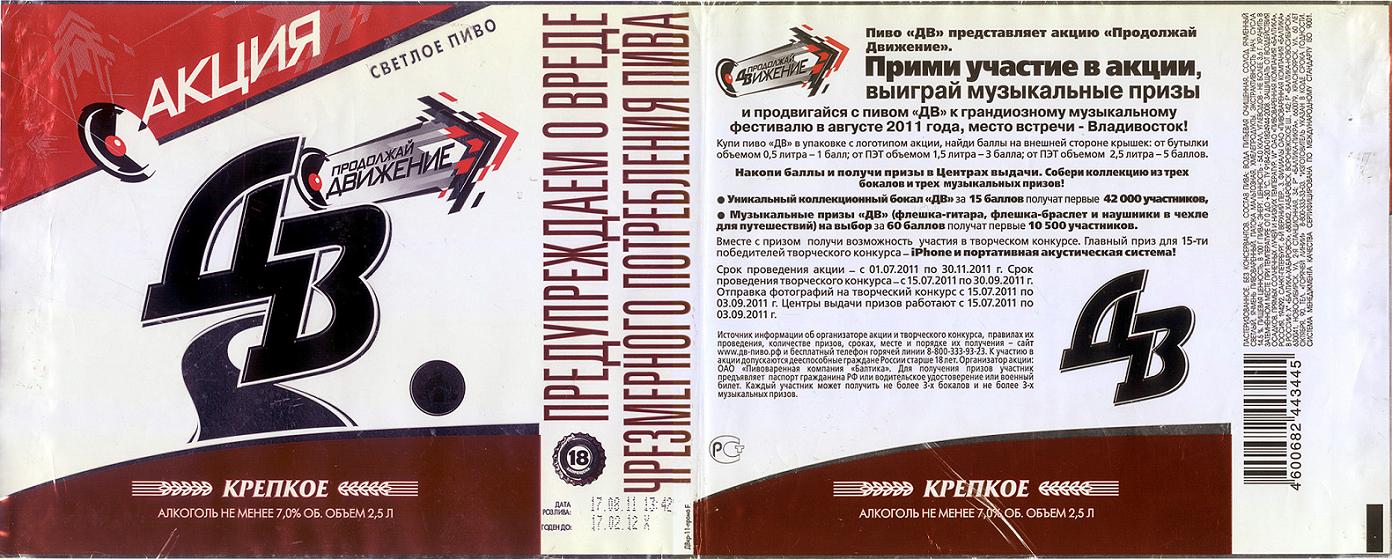 АКЦИЯ
СВЕТЛОЕ ПИВО
ПРОДОЛЖАЙ
ДВИЖЕНИЕ
ДВ
КРЕПКОЕ
АЛКОГОЛЬ НЕ МЕНЕЕ 7,0% ОБ. ОБЪЕМ 2,5 Л
ПРЕДУПРЕЖДАЕМ О ВРЕДЕ
ЧРЕЗМЕРНОГО ПОТРЕБЛЕНИЯ ПИВА
18
ДАТА
РОЗЛИВА:
17.08.11 13:42
ГОДЕН ДО:
17.02.12
ПРОДОЛЖАЙ
ДВИЖЕНИЕ
Пиво «ДВ» представляет акцию «Продолжай
Движение».
Прими участие в акции,
выиграй музыкальные призы
и продвигайся с пивом «ДВ» к грандиозному музыкальному
фестивалю в августе 2011 года, место встречи - Владивосток!
Купи пиво «ДВ» в упаковке с логотипом акции, найди баллы на внешней стороне крышек: от бутылки
объемом 0,5 литра – 1 балл; от ПЭТ объемом 1,5 литра – 3 балла; от ПЭТ объемом 2,5 литра – 5 баллов.
Накопи баллы и получи призы в Центрах выдачи. Собери коллекцию из трех
бокалов и трех музыкальных призов!
● Уникальный коллекционный бокал «ДВ» за 15 баллов получат первые 42 000 участников,
● Музыкальные призы «ДВ» (флешка-гитара, флешка-браслет и наушники в чехле
для путешествий) на выбор за 60 баллов получат первые 10 500 участников.
Вместе с призом получи возможность участия в творческом конкурсе. Главный приз для 15-ти
победителей творческого конкурса – iPhone и портативная акустическая система!
Срок проведения акции – с 01.07.2011 по 30.11.2011 г. Срок
проведения творческого конкурса – с 15.07.2011 по 30.09.2011 г.
Отправка фотографий на творческий конкурс с 15.07.2011 по
03.09.2011 г. Центры выдачи призов работают с 15.07.2011 по
03.09.2011 г.
Источник информации об организаторе акции и творческого конкурса, правилах их
проведения, количестве призов, сроках, месте и порядке их получения – сайт
www.дв-пиво.рф и бесплатный телефон горячей линии 8-800-333-93-23. К участию в
акции допускаются дееспособные граждане России старше 18 лет. Организатор акции:
ОАО «Пивоваренная компания «Балтика». Для получения призов участник
предъявляет паспорт гражданина РФ или водительское удостоверение или военный
билет. Каждый участник может получить не более 3-х бокалов и не более 3-х
музыкальных призов.
ДВ
КРЕПКОЕ
АЛКОГОЛЬ НЕ МЕНЕЕ 7,0% ОБ. ОБЪЕМ 2,5 Л
4 600682 443445